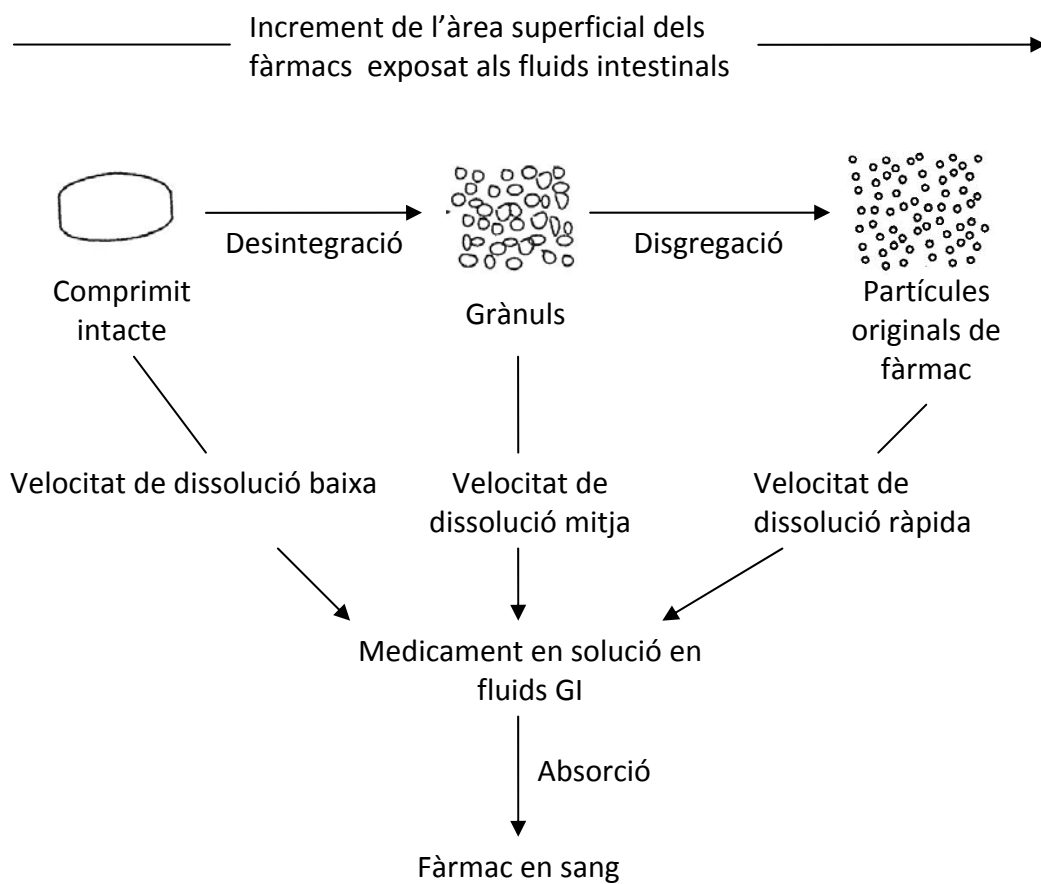 Increment de l’àrea superficial dels
fàrmacs exposat als fluids intestinals
Desintegració
Disgregació
Comprimit
intacte
Grànuls
Partícules
originals de
fàrmac
Velocitat de dissolució baixa
Velocitat de
dissolució mitja
Velocitat de
dissolució ràpida
Medicament en solució en
fluids GI
Absorció
Fàrmac en sang